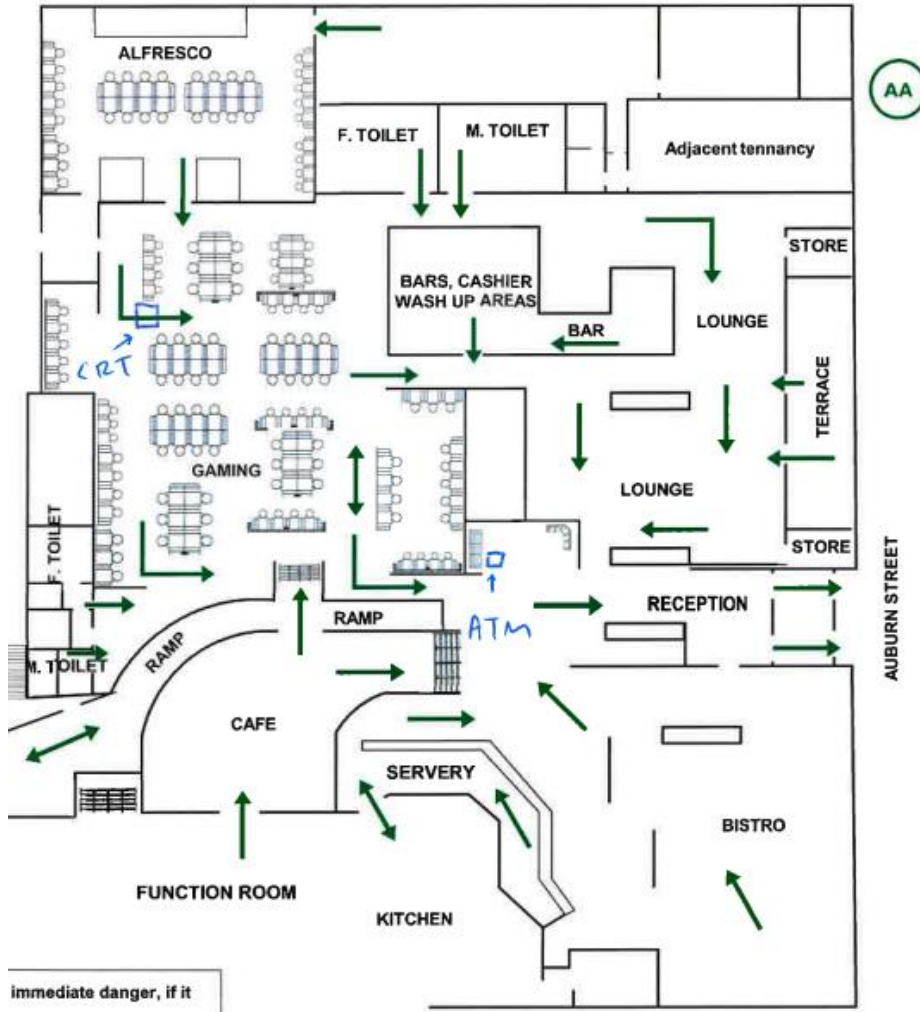 ALFRESCO
AA
F. TOILET
M. TOILET
Adjacent tennancy
STORE
BARS, CASHIER
WASH UP AREAS
BAR
LOUNGE
CRT
TERRACE
GAMING
LOUNGE
F. TOILET
STORE
AUBURN STREET
ATM
RECEPTION
RAMP
RAMP
M. TOILET
CAFE
SERVERY
BISTRO
FUNCTION ROOM
KITCHEN
immediate danger, if it